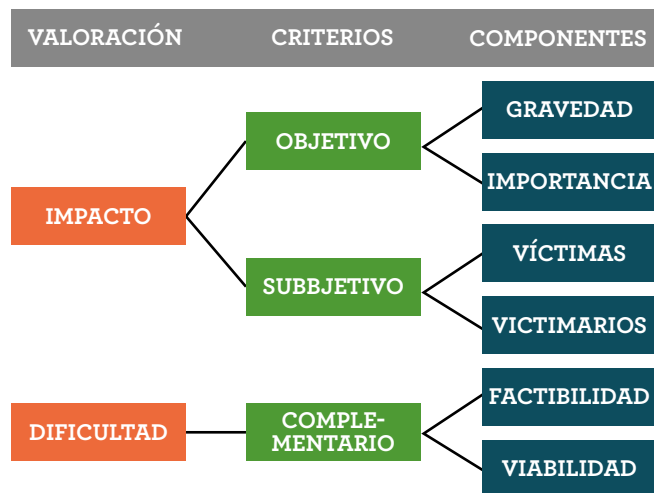 VALORACIÓN CRITERIOS COMPONENTES
GRAVEDAD
OBJETIVO
IMPORTANCIA
IMPACTO
VÍCTIMAS
SUBBJETIVO
VICTIMARIOS
FACTIBILIDAD
DIFICULTAD
COMPLE-
MENTARIO
VIABILIDAD